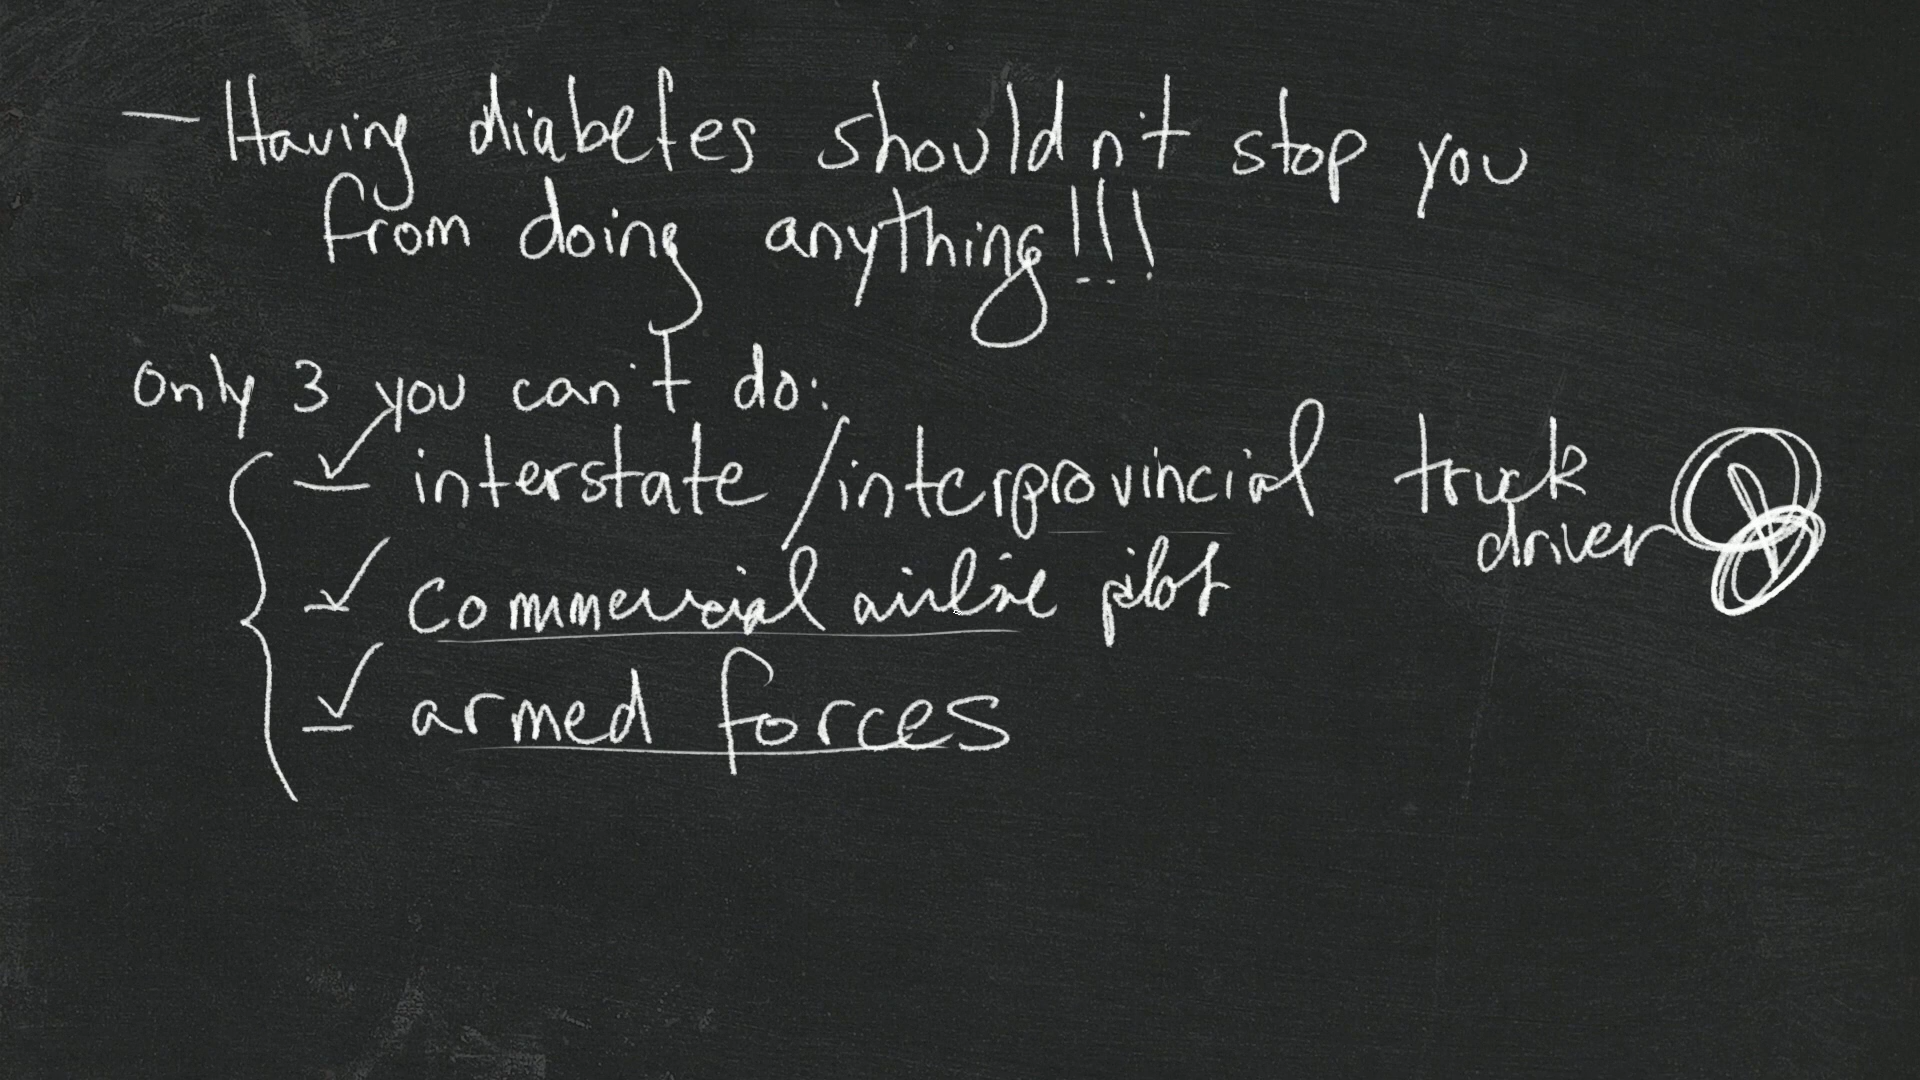 — Having diabetes shouldn't stop you
from doing anything!!!
Only 3 you can't do:
— interstate / interprovincial truck
driver
— commercial airline pilot
— armed forces